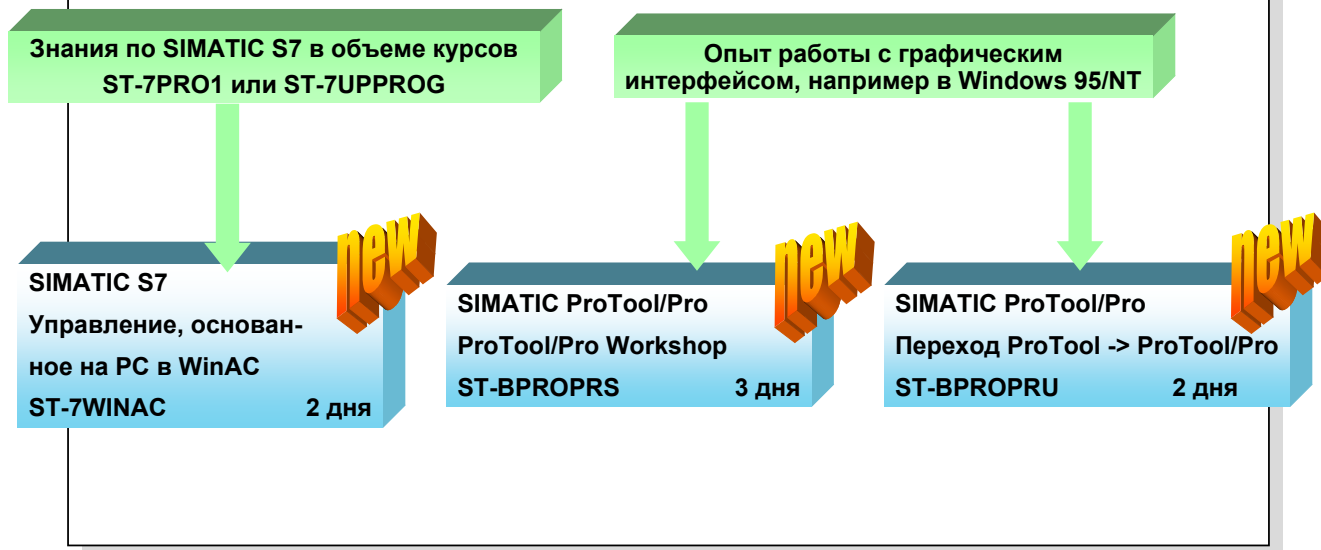 Знания по SIMATIC S7 в объеме курсов
ST-7PRO1 или ST-7UPPROG
Опыт работы с графическим
интерфейсом, например в Windows 95/NT
new
SIMATIC S7
Управление, основан-
ное на PC в WinAC
ST-7WINAC 2 дня
new
SIMATIC ProTool/Pro
ProTool/Pro Workshop
ST-BPROPRS 3 дня
new
SIMATIC ProTool/Pro
Переход ProTool -> ProTool/Pro
ST-BPROPRU 2 дня